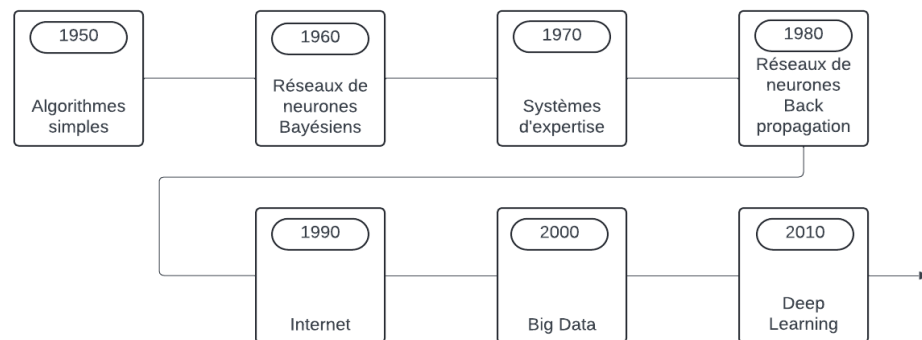 1950
Algorithmes
simples
1960
Réseaux de
neurones
Bayésiens
1970
Systèmes
d'expertise
1980
Réseaux de
neurones
Back
propagation
1990
Internet
2000
Big Data
2010
Deep
Learning